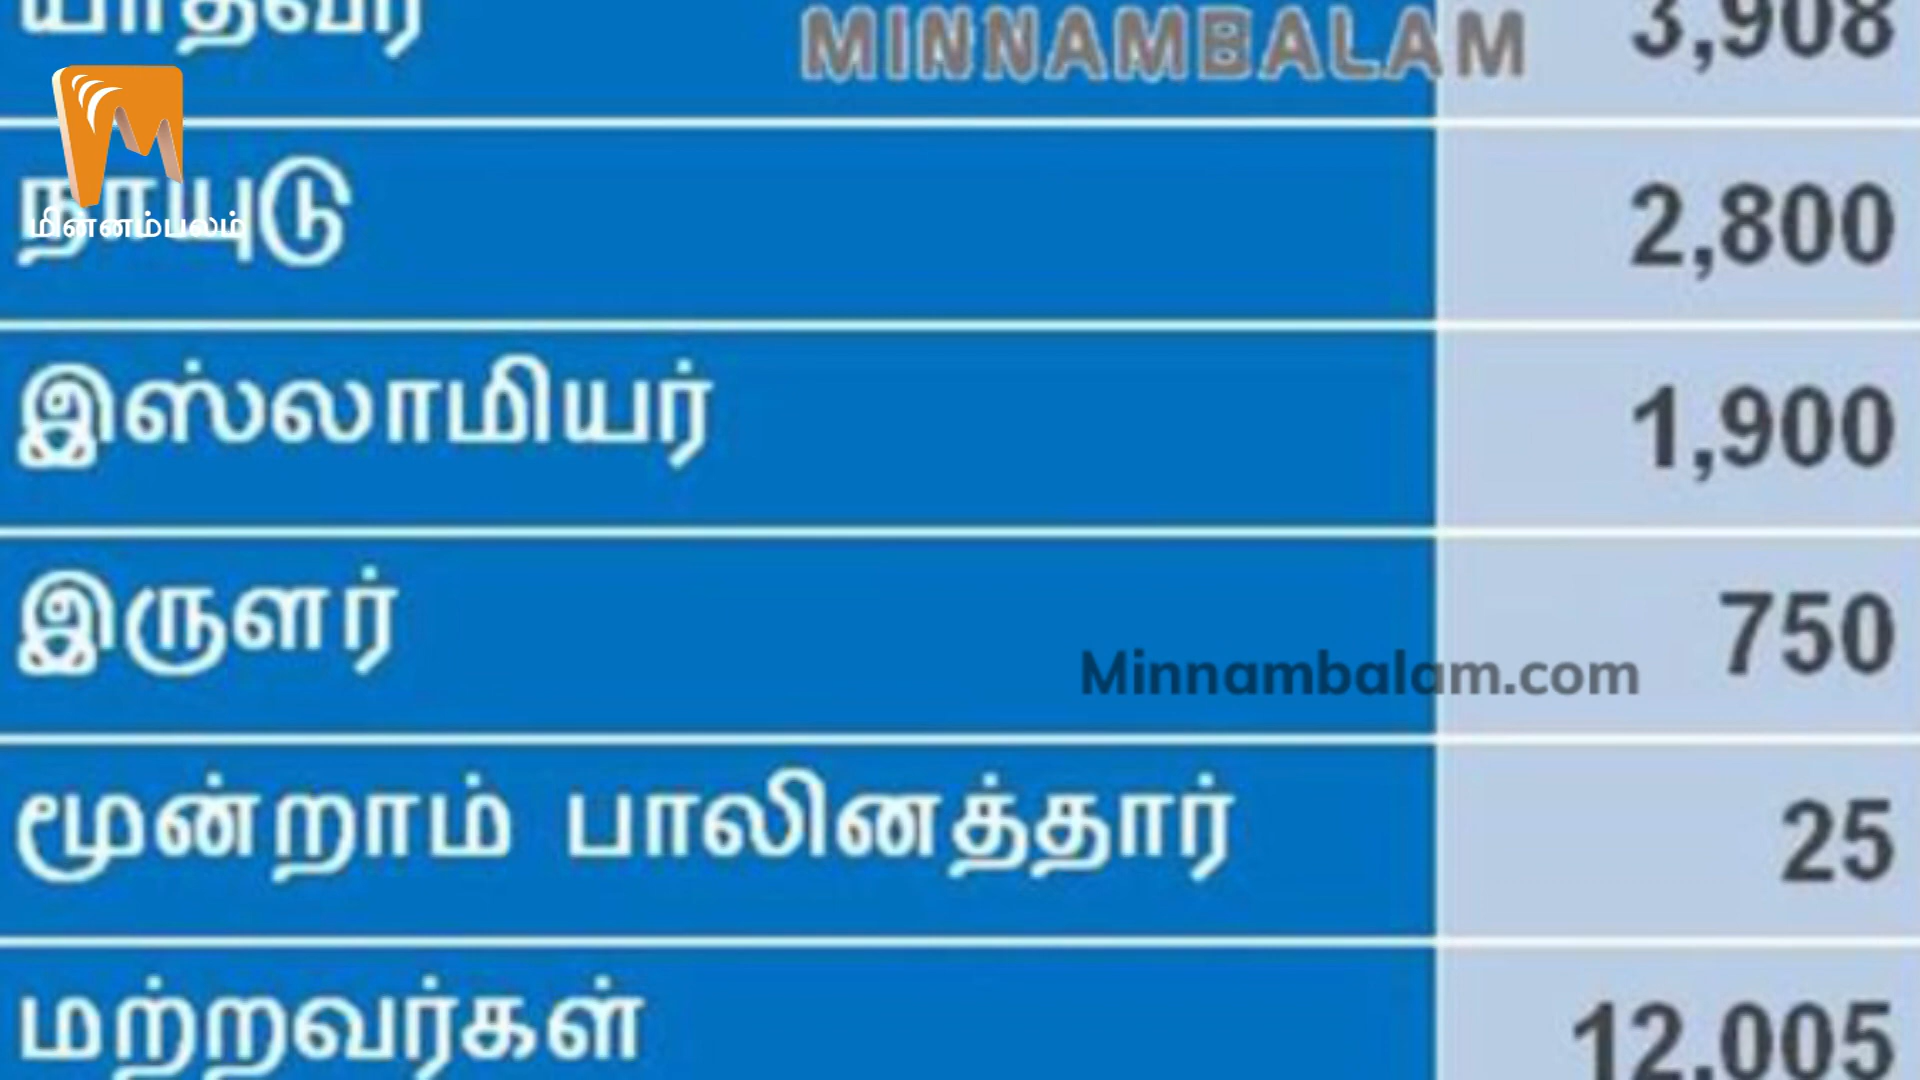 யாதவர் 3,908
MINNAMBALAM
மின்னம்பலம்
நாயுடு 2,800
இஸ்லாமியர் 1,900
இருளர் 750
Minnambalam.com
மூன்றாம் பாலினத்தார் 25
மற்றவர்கள் 12,005